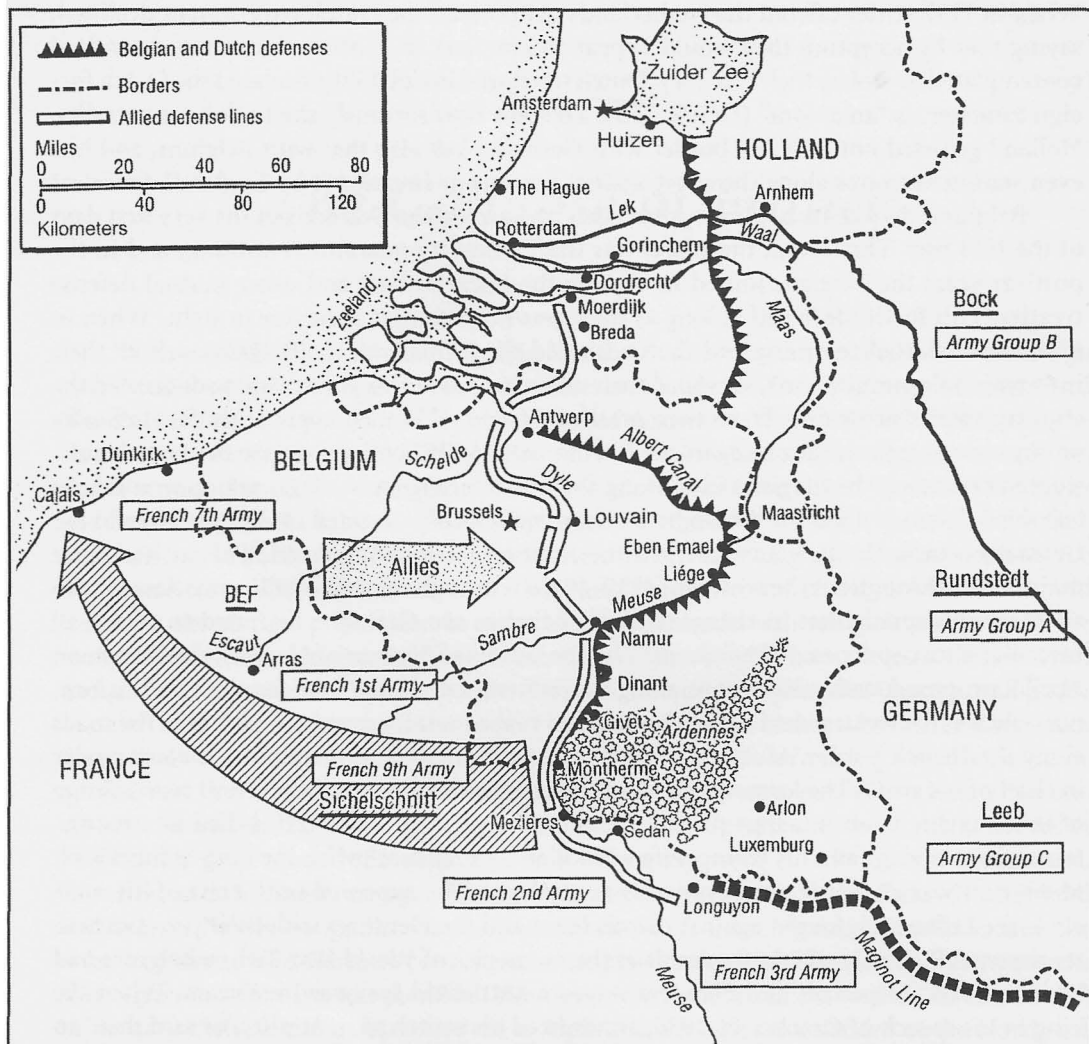 Belgian and Dutch defenses
Borders
Allied defense lines
Miles
0 20 40 60 80
0 40 80 120
Kilometers
Zuider Zee
Amsterdam
Huizen
HOLLAND
The Hague
Lek
Arnhem
Rotterdam
Gorinchem
Waal
Dordrecht
Moerdijk
Maas
Zeeland
Breda
Bock
Army Group B
Antwerp
Albert Canal
Dunkirk
BELGIUM
Schelde
Dyle
Calais
French 7th Army
Brussels
Louvain
Maastricht
Eben Emael
Allies
Liége
BEF
Meuse
Rundstedt
Army Group A
Escaut
Sambre
Namur
Arras
French 1st Army
Dinant
GERMANY
Givet
Ardennes
FRANCE
French 9th Army
Montherme
Sichelschnitt
Arlon
Leeb
Mezières
Sedan
Luxemburg
Army Group C
French 2nd Army
Longuyon
Maginot Line
French 3rd Army
Meuse